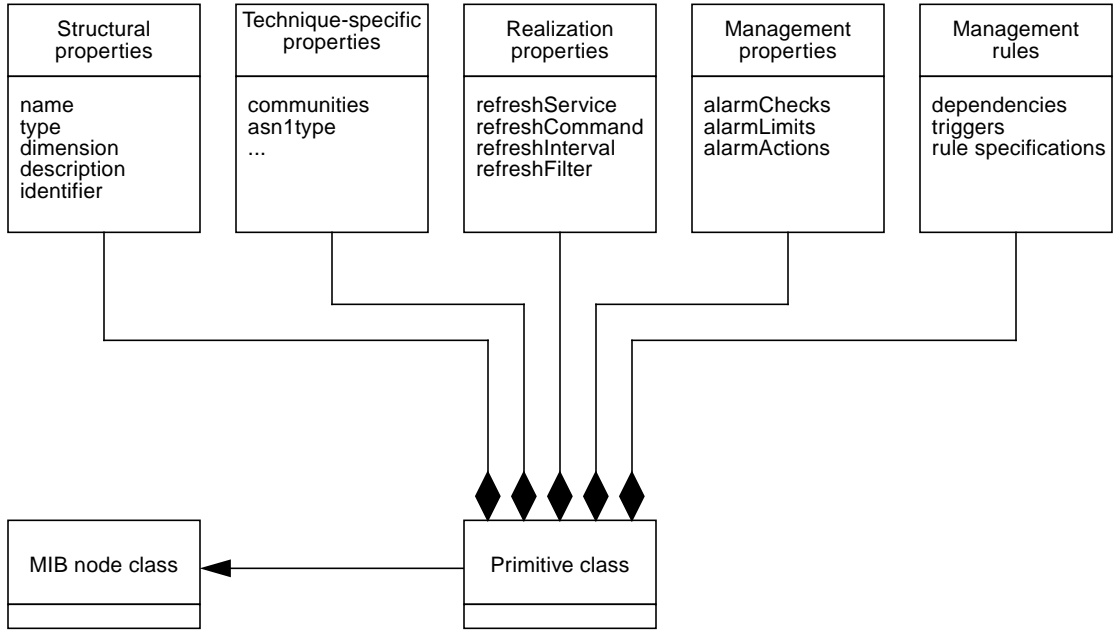 Structural
properties
name
type
dimension
description
identifier
Technique-specific
properties
communities
asn1type
...
Realization
properties
refreshService
refreshCommand
refreshInterval
refreshFilter
Management
properties
alarmChecks
alarmLimits
alarmActions
Management
rules
dependencies
triggers
rule specifications
MIB node class
Primitive class